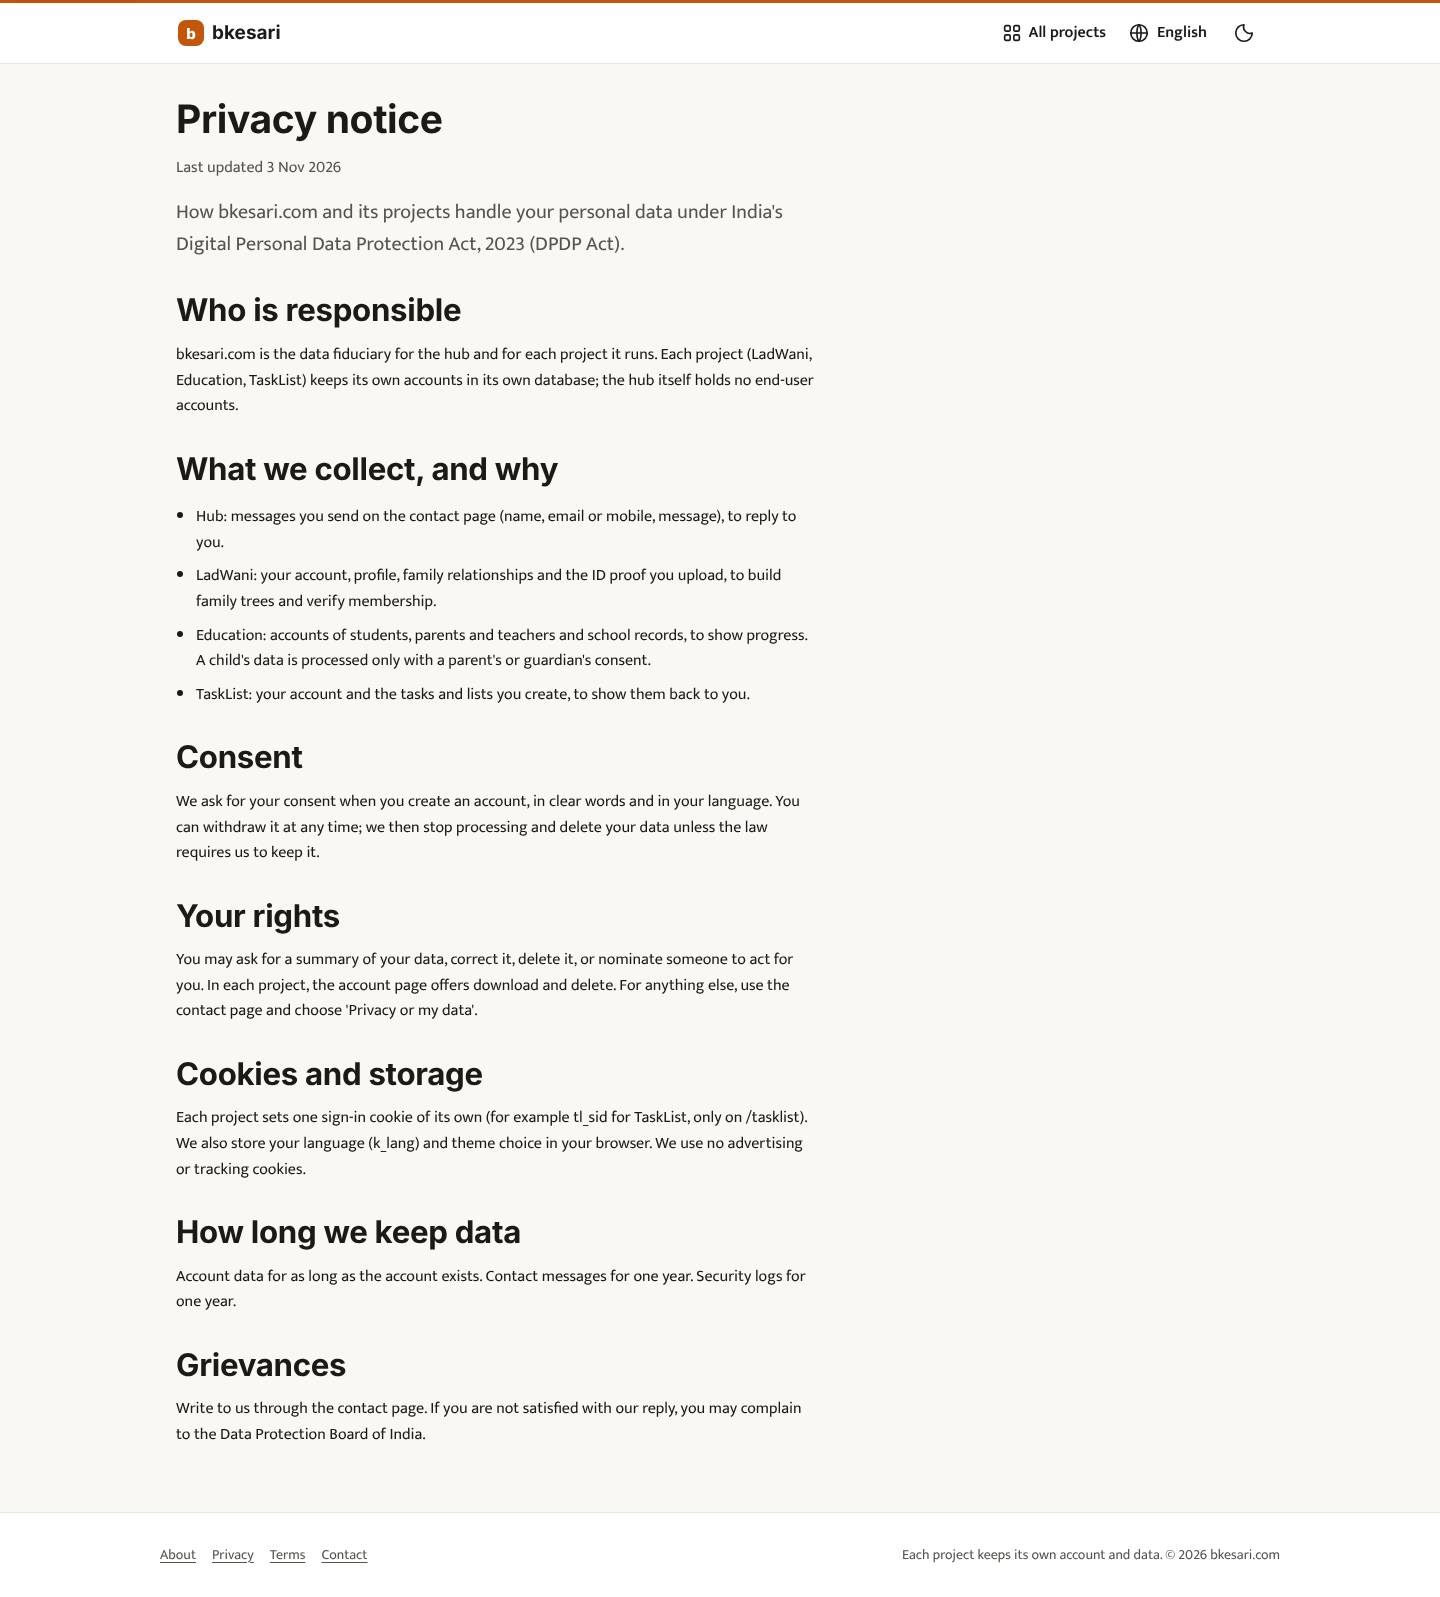 b bkesari
All projects
English
Privacy notice
Last updated 3 Nov 2026
How bkesari.com and its projects handle your personal data under India's
Digital Personal Data Protection Act, 2023 (DPDP Act).
Who is responsible
bkesari.com is the data fiduciary for the hub and for each project it runs. Each project (LadWani,
Education, TaskList) keeps its own accounts in its own database; the hub itself holds no end-user
accounts.
What we collect, and why
• Hub: messages you send on the contact page (name, email or mobile, message), to reply to
you.
• LadWani: your account, profile, family relationships and the ID proof you upload, to build
family trees and verify membership.
• Education: accounts of students, parents and teachers and school records, to show progress.
A child's data is processed only with a parent's or guardian's consent.
• TaskList: your account and the tasks and lists you create, to show them back to you.
Consent
We ask for your consent when you create an account, in clear words and in your language. You
can withdraw it at any time; we then stop processing and delete your data unless the law
requires us to keep it.
Your rights
You may ask for a summary of your data, correct it, delete it, or nominate someone to act for
you. In each project, the account page offers download and delete. For anything else, use the
contact page and choose 'Privacy or my data'.
Cookies and storage
Each project sets one sign-in cookie of its own (for example tl_sid for TaskList, only on /tasklist).
We also store your language (k_lang) and theme choice in your browser. We use no advertising
or tracking cookies.
How long we keep data
Account data for as long as the account exists. Contact messages for one year. Security logs for
one year.
Grievances
Write to us through the contact page. If you are not satisfied with our reply, you may complain
to the Data Protection Board of India.
About Privacy Terms Contact
Each project keeps its own account and data. © 2026 bkesari.com